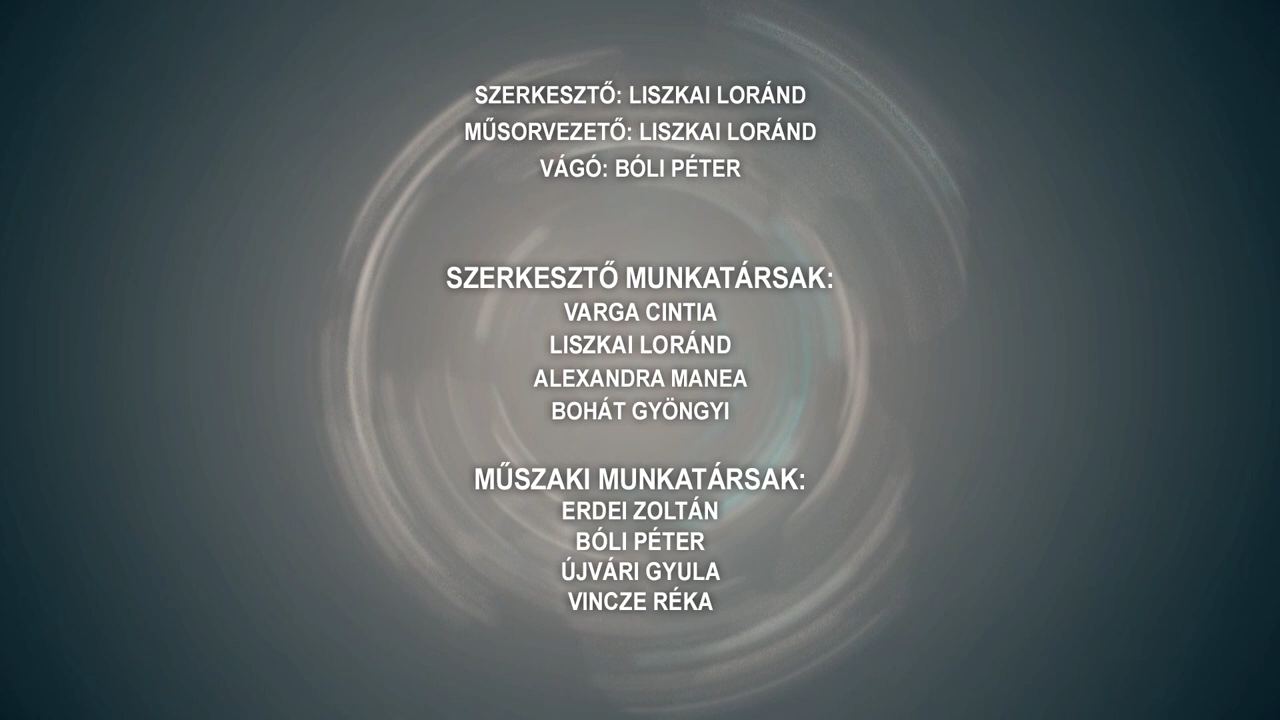 SZERKESZTŐ: LISZKAI LORÁND
MŰSORVEZETŐ: LISZKAI LORÁND
VÁGÓ: BÓLI PÉTER
SZERKESZTŐ MUNKATÁRSAK:
VARGA CINTIA
LISZKAI LORÁND
ALEXANDRA MANEA
BOHÁT GYÖNGYI
MŰSZAKI MUNKATÁRSAK:
ERDEI ZOLTÁN
BÓLI PÉTER
ÚJVÁRI GYULA
VINCZE RÉKA